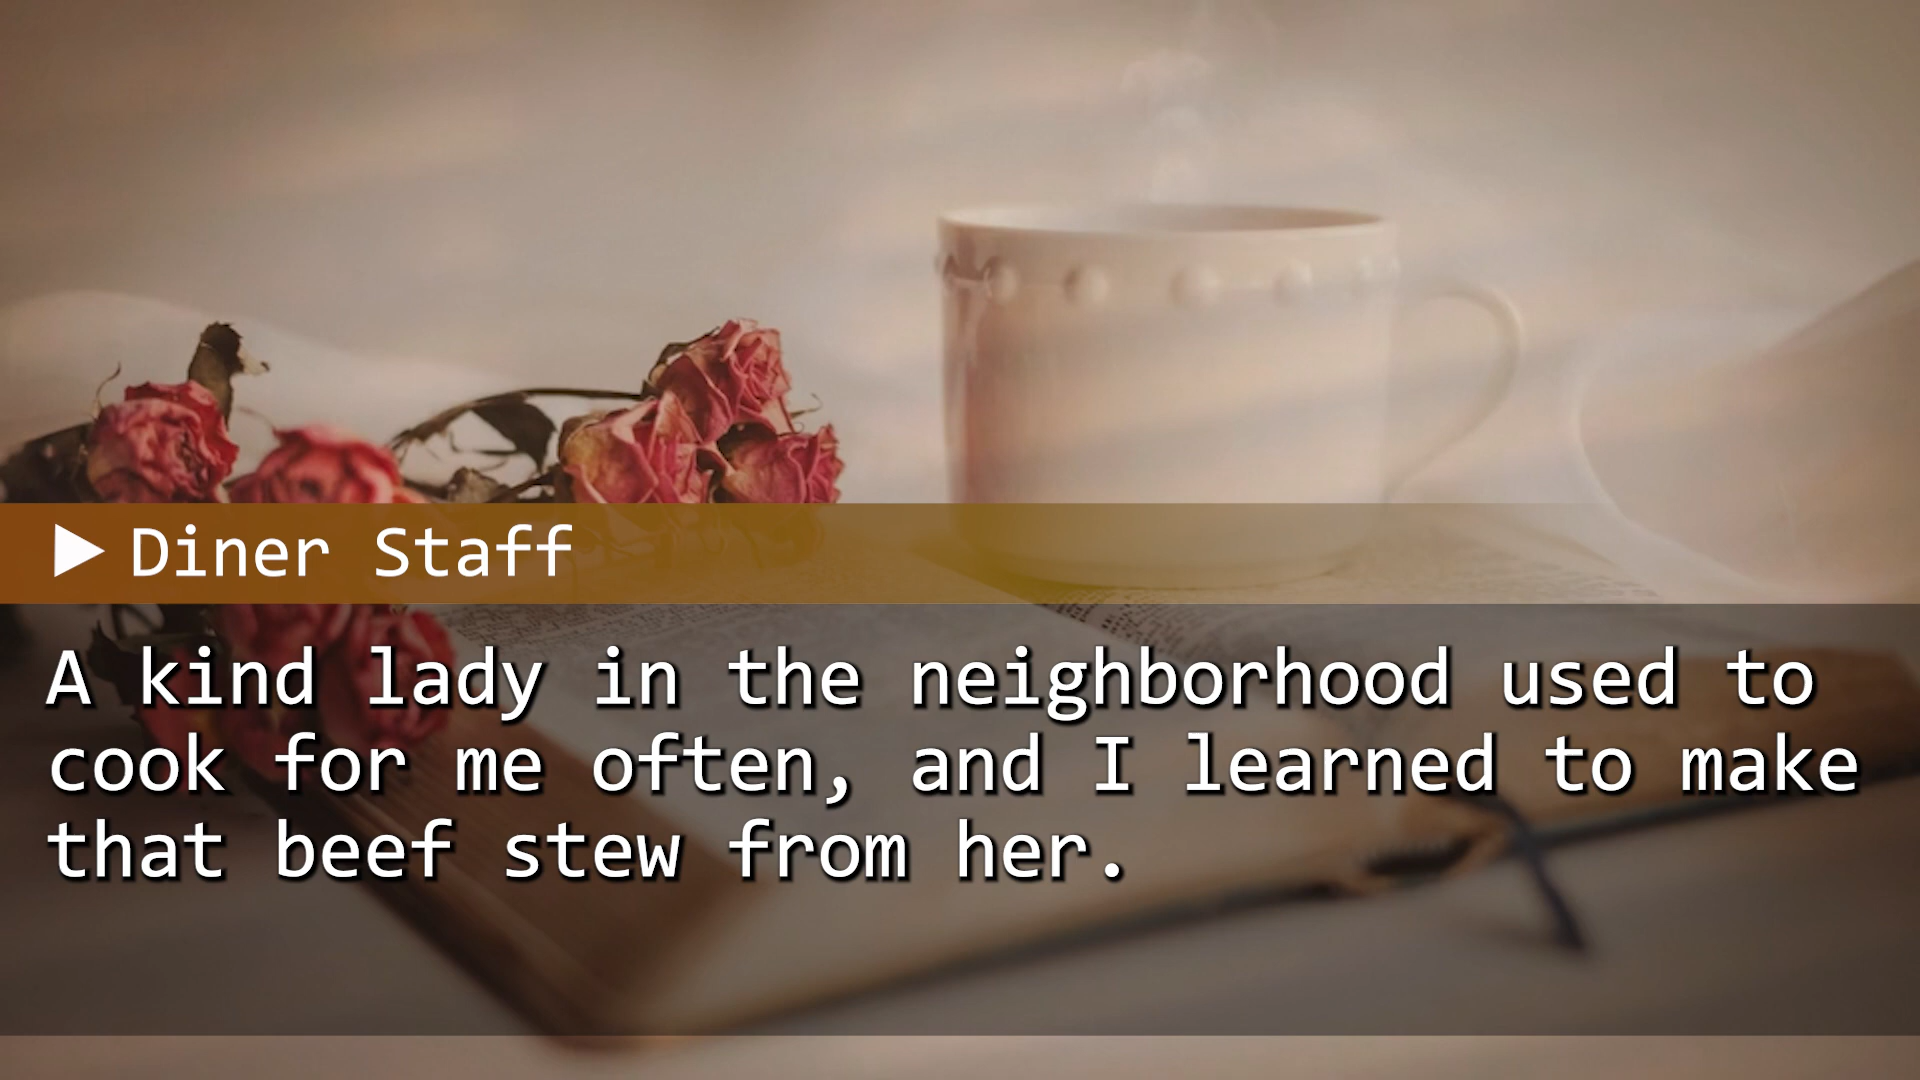 ▶ Diner Staff
A kind lady in the neighborhood used to
cook for me often, and I learned to make
that beef stew from her.